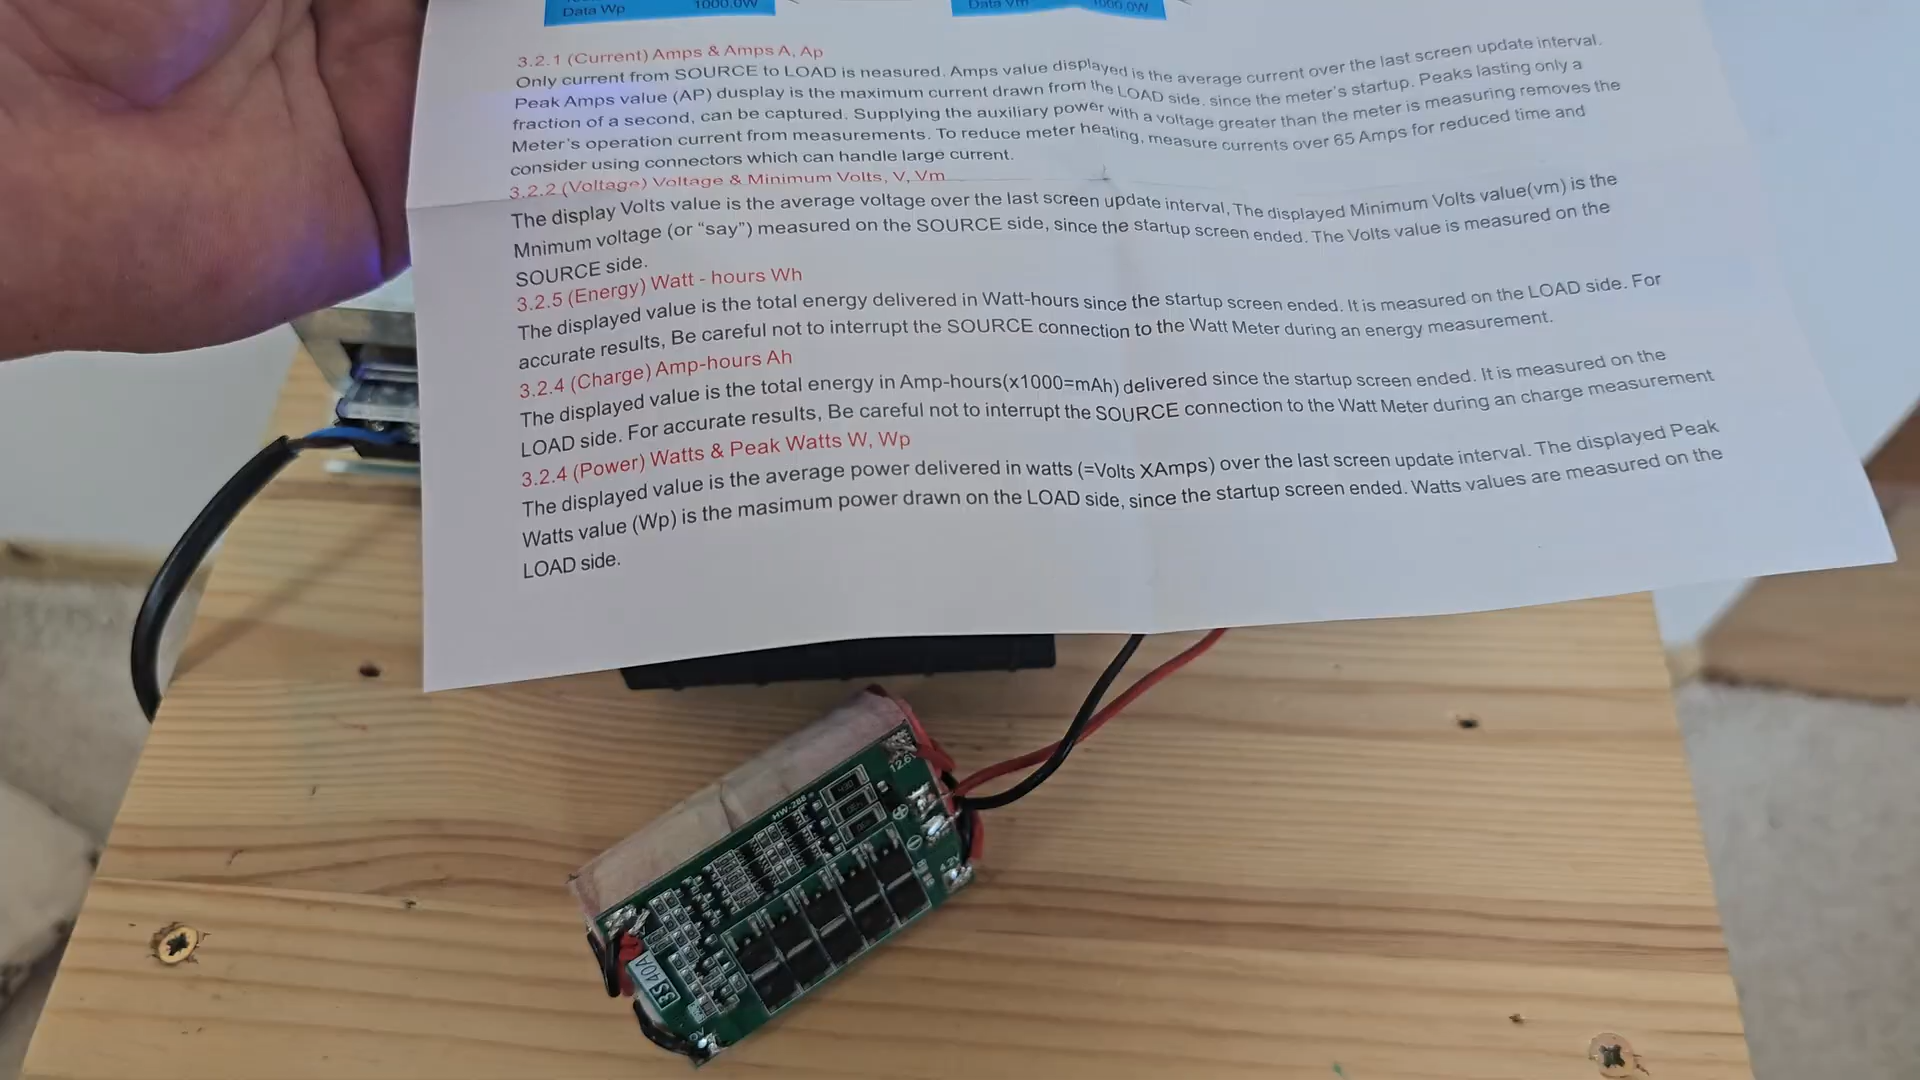 Data Wp 1000.0W
Data Vm 1000.0W
3.2.1 (Current) Amps & Amps A, Ap
Only current from SOURCE to LOAD is neasured. Amps value displayed is the average current over the last screen update interval.
Peak Amps value (AP) dusplay is the maximum current drawn from the LOAD side, since the meter's startup. Peaks lasting only a
fraction of a second, can be captured. Supplying the auxiliary power with a voltage greater than the meter is measuring removes the
Meter's operation current from measurements. To reduce meter heating, measure currents over 65 Amps for reduced time and
consider using connectors which can handle large current.
3.2.2 (Voltage) Voltage & Minimum Volts, V, Vm
The display Volts value is the average voltage over the last screen update interval, The displayed Minimum Volts value(vm) is the
Mnimum voltage (or “say”) measured on the SOURCE side, since the startup screen ended. The Volts value is measured on the
SOURCE side.
3.2.5 (Energy) Watt - hours Wh
The displayed value is the total energy delivered in Watt-hours since the startup screen ended. It is measured on the LOAD side. For
accurate results, Be careful not to interrupt the SOURCE connection to the Watt Meter during an energy measurement.
3.2.4 (Charge) Amp-hours Ah
The displayed value is the total energy in Amp-hours(x1000=mAh) delivered since the startup screen ended. It is measured on the
LOAD side. For accurate results, Be careful not to interrupt the SOURCE connection to the Watt Meter during an charge measurement
3.2.4 (Power) Watts & Peak Watts W, Wp
The displayed value is the average power delivered in watts (=Volts XAmps) over the last screen update interval. The displayed Peak
Watts value (Wp) is the masimum power drawn on the LOAD side, since the startup screen ended. Watts values are measured on the
LOAD side.
12.6V
HW-288
3S 40A
0V